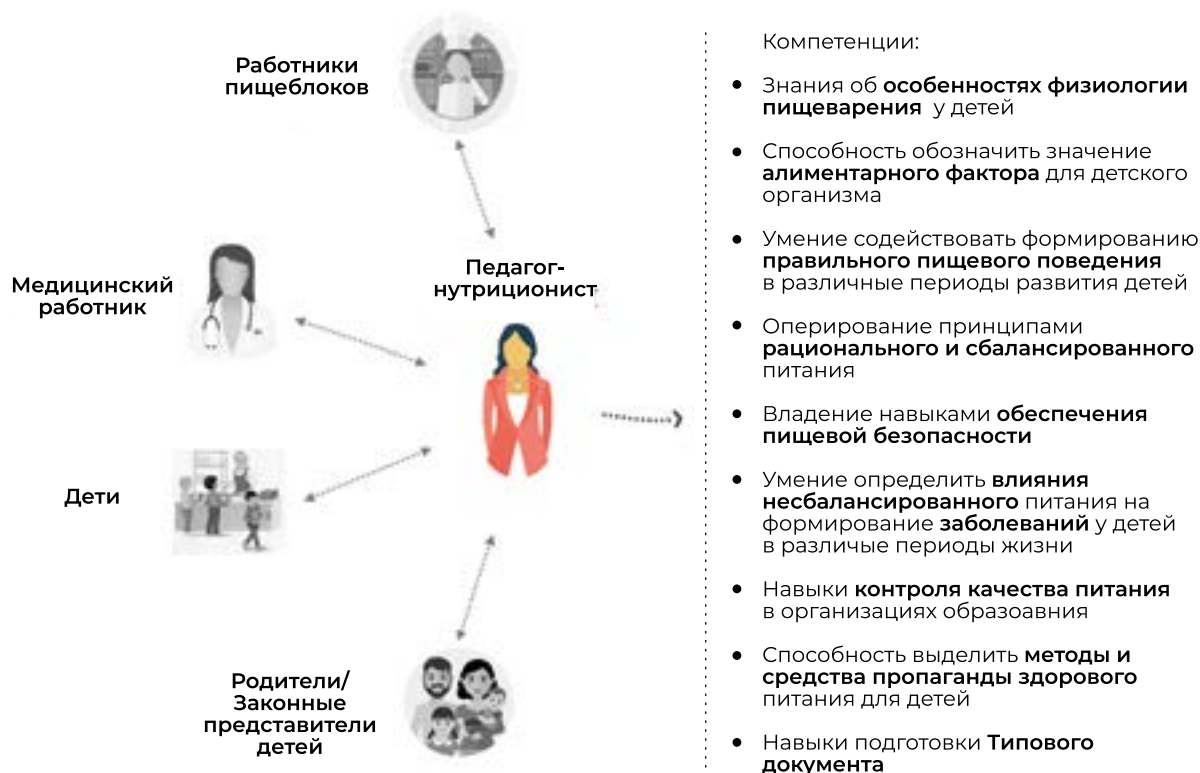 Работники
пищеблоков
Медицинский
работник
Педагог-
нутриционист
Дети
Родители/
Законные
представители
детей
Компетенции:
• Знания об особенностях физиологии
пищеварения у детей
• Способность обозначить значение
алиментарного фактора для детского
организма
• Умение содействовать формированию
правильного пищевого поведения
в различные периоды развития детей
• Оперирование принципами
рационального и сбалансированного
питания
• Владение навыками обеспечения
пищевой безопасности
• Умение определить влияния
несбалансированного питания на
формирование заболеваний у детей
в различые периоды жизни
• Навыки контроля качества питания
в организациях образоавния
• Способность выделить методы и
средства пропаганды здорового
питания для детей
• Навыки подготовки Типового
документа